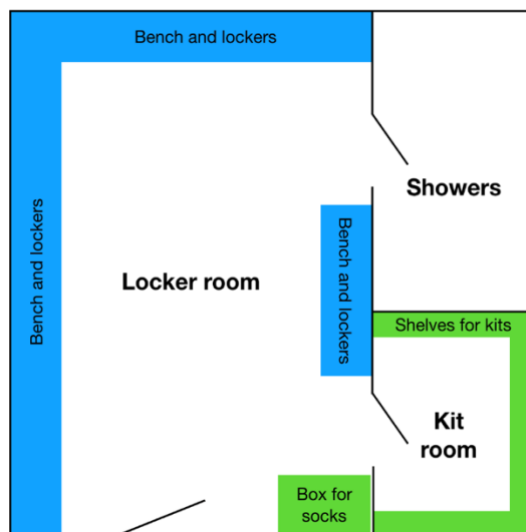 Bench and lockers
Showers
Bench and lockers
Bench and lockers
Locker room
Shelves for kits
Kit
room
Box for
socks